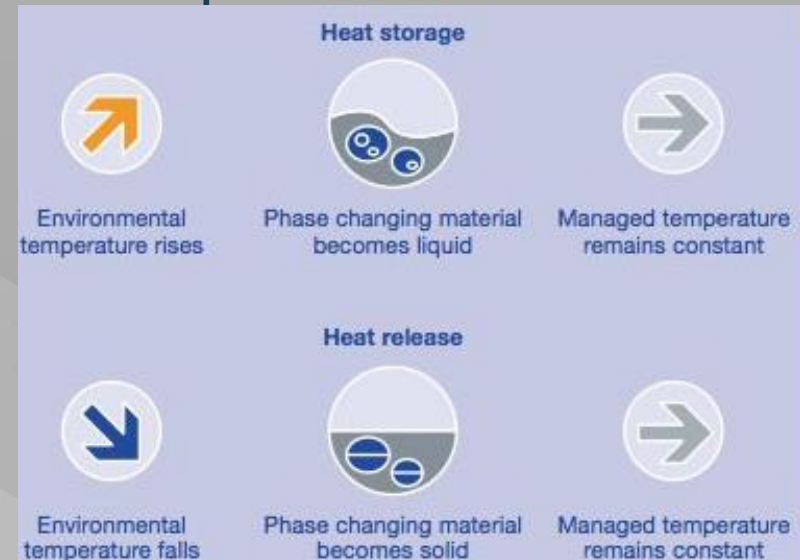 Heat storage
Environmental
temperature rises
Phase changing material
becomes liquid
Managed temperature
remains constant
Heat release
Environmental
temperature falls
Phase changing material
becomes solid
Managed temperature
remains constant